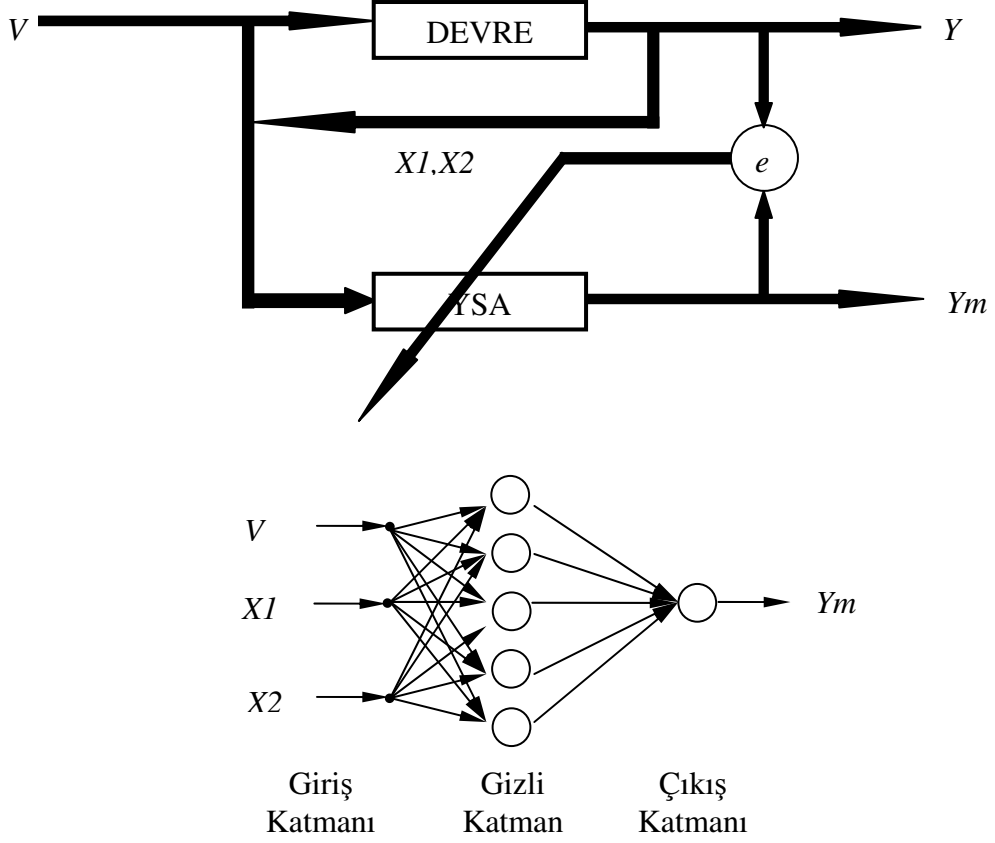 V
DEVRE
Y
X1,X2
e
YSA
Ym
V
X1
Ym
X2
Giriş
Katmanı
Gizli
Katman
Çıkış
Katmanı